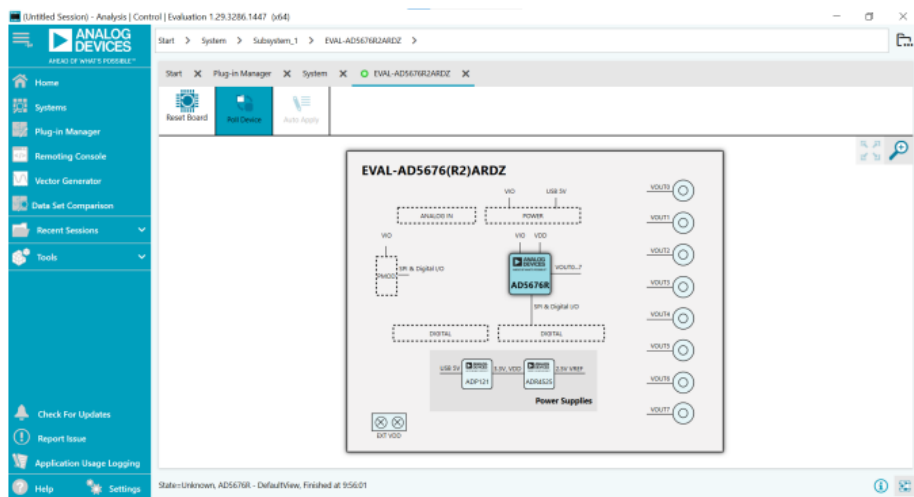 (Untitled Session) - Analysis | Control | Evaluation 1.29.3286.1447 (x64)
ANALOG
DEVICES
AHEAD OF WHAT'S POSSIBLE™
Start > System > Subsystem_1 > EVAL-AD5676R2ARDZ >
Start Plug-in Manager System EVAL-AD5676R2ARDZ
Reset Board Poll Device Auto Apply
Home
Systems
Plug-in Manager
Remoting Console
Vector Generator
Data Set Comparison
Recent Sessions
Tools
Check For Updates
Report Issue
Application Usage Logging
Help Settings
EVAL-AD5676(R2)ARDZ
VIO USB 5V
ANALOG IN POWER
VIO VIO VDD
PMOD SPI & Digital I/O
ANALOG
DEVICES
AD5676R
VOUT0...7
SPI & Digital I/O
DIGITAL DIGITAL
USB 5V ADP121 3.3V, VDD ADR4525 2.5V VREF
Power Supplies
EXT VDD
VOUT0
VOUT1
VOUT2
VOUT3
VOUT4
VOUT5
VOUT6
VOUT7
State=Unknown, AD5676R - DefaultView, Finished at 9:56:01